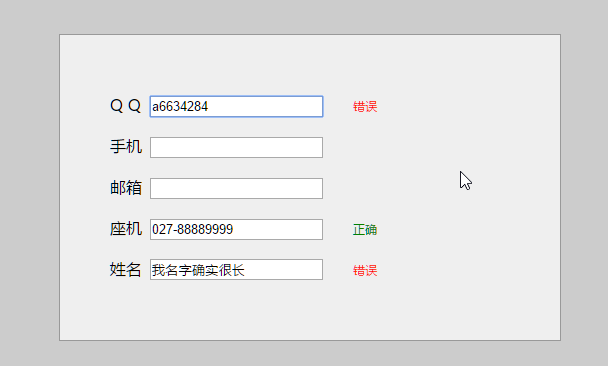 Q Q a6634284 错误
手机
邮箱
座机 027-88889999 正确
姓名 我名字确实很长 错误